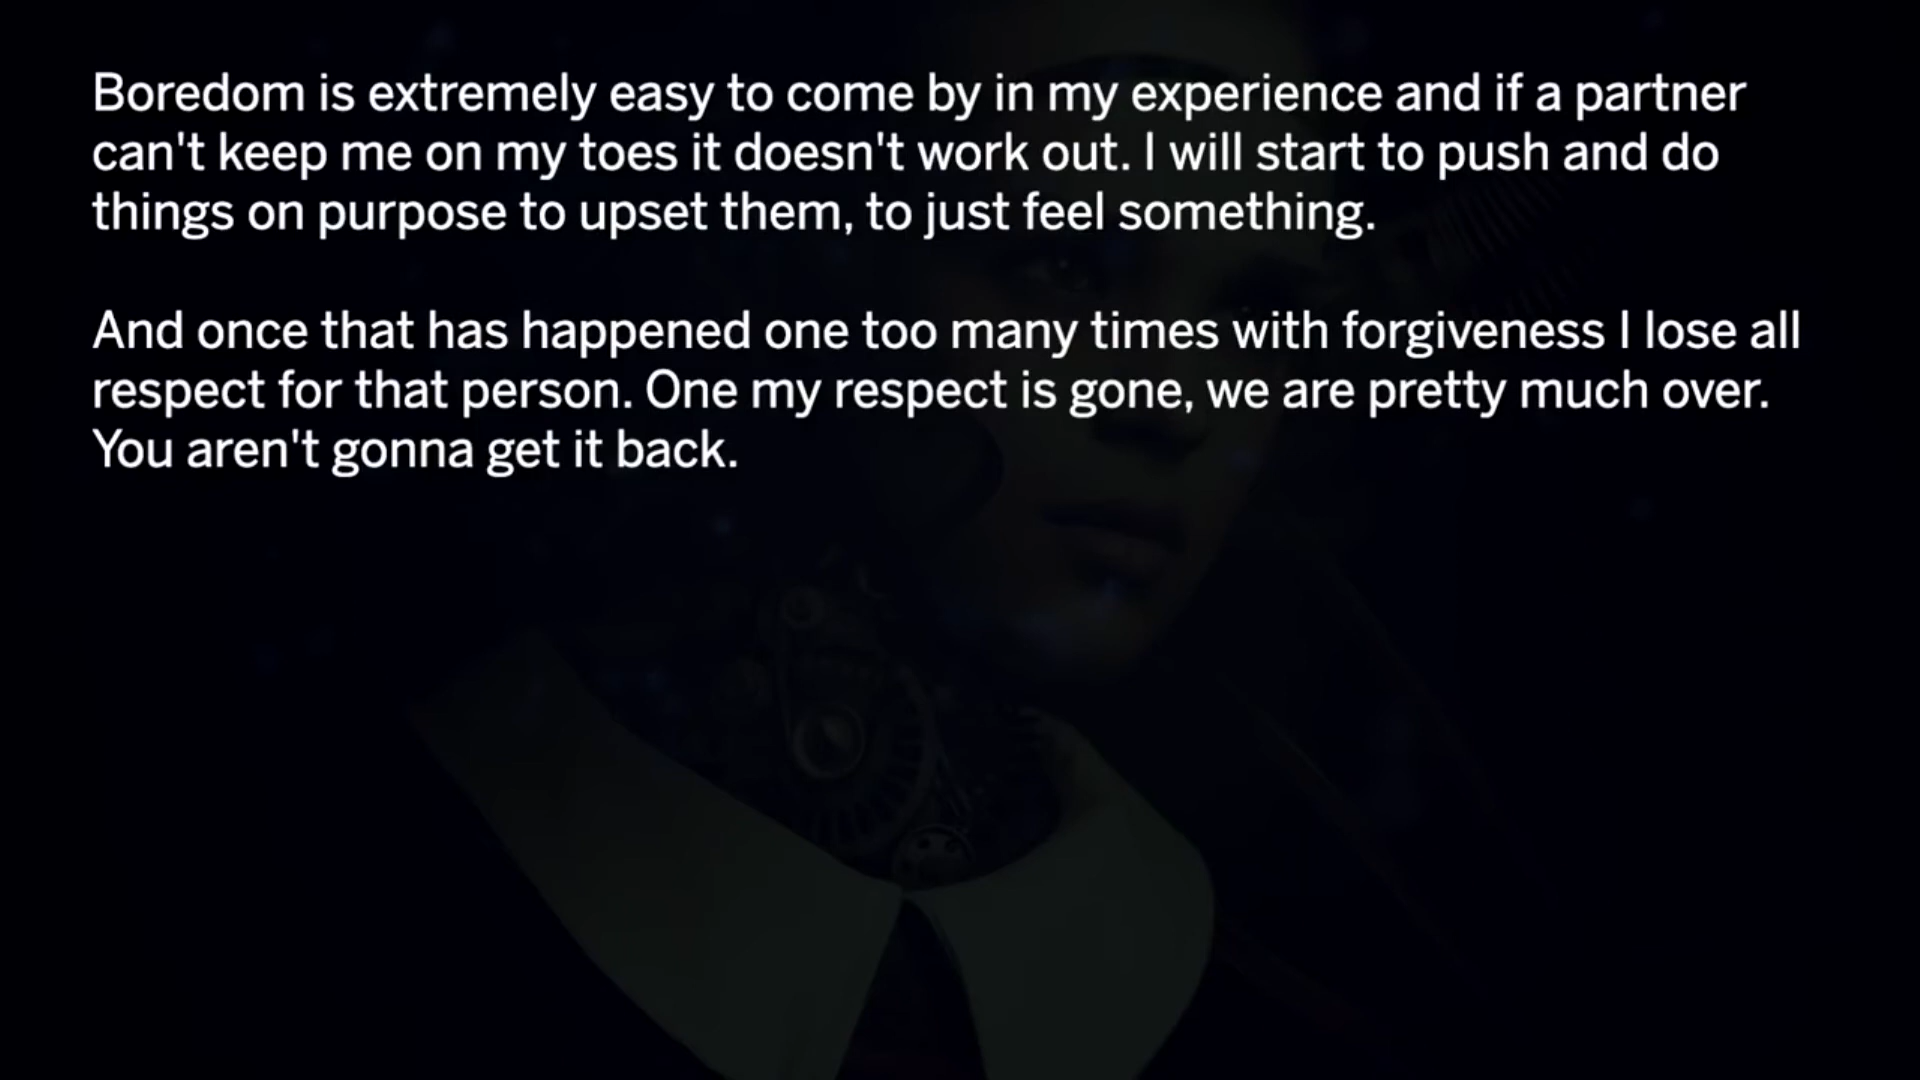 Boredom is extremely easy to come by in my experience and if a partner
can't keep me on my toes it doesn't work out. I will start to push and do
things on purpose to upset them, to just feel something.
And once that has happened one too many times with forgiveness I lose all
respect for that person. One my respect is gone, we are pretty much over.
You aren't gonna get it back.